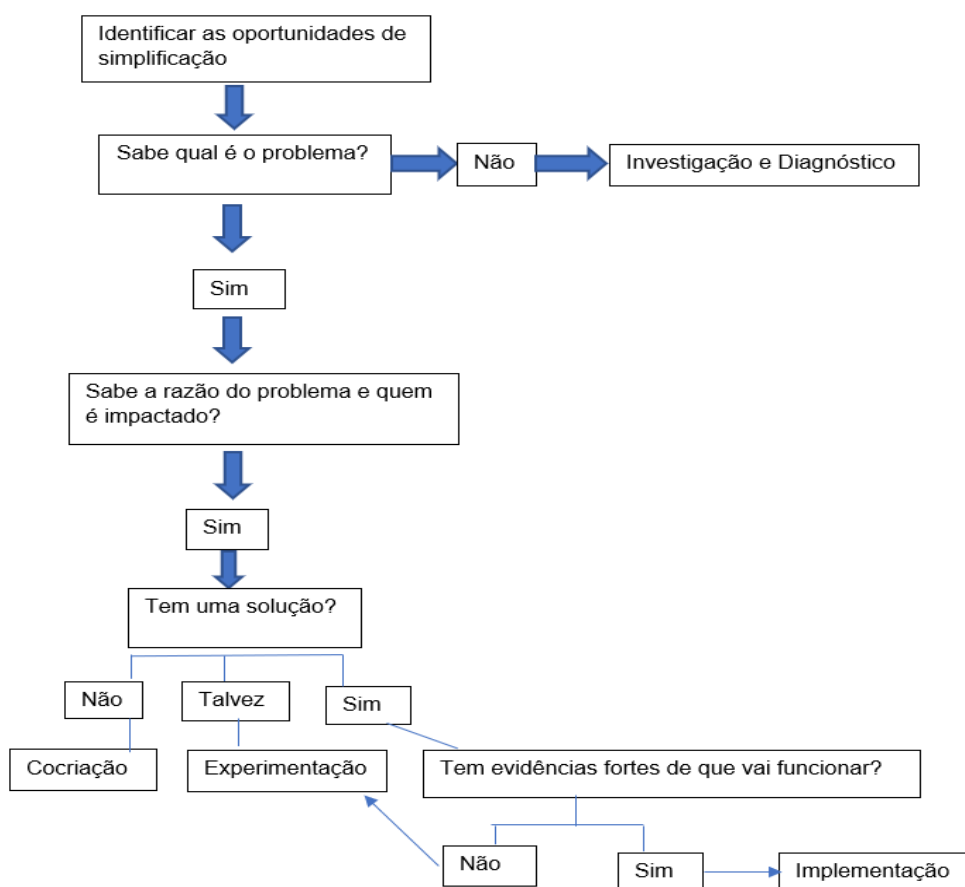 Identificar as oportunidades de
simplificação
Sabe qual é o problema?
Não
Investigação e Diagnóstico
Sim
Sabe a razão do problema e quem
é impactado?
Sim
Tem uma solução?
Não
Talvez
Sim
Cocriação
Experimentação
Tem evidências fortes de que vai funcionar?
Não
Sim
Implementação